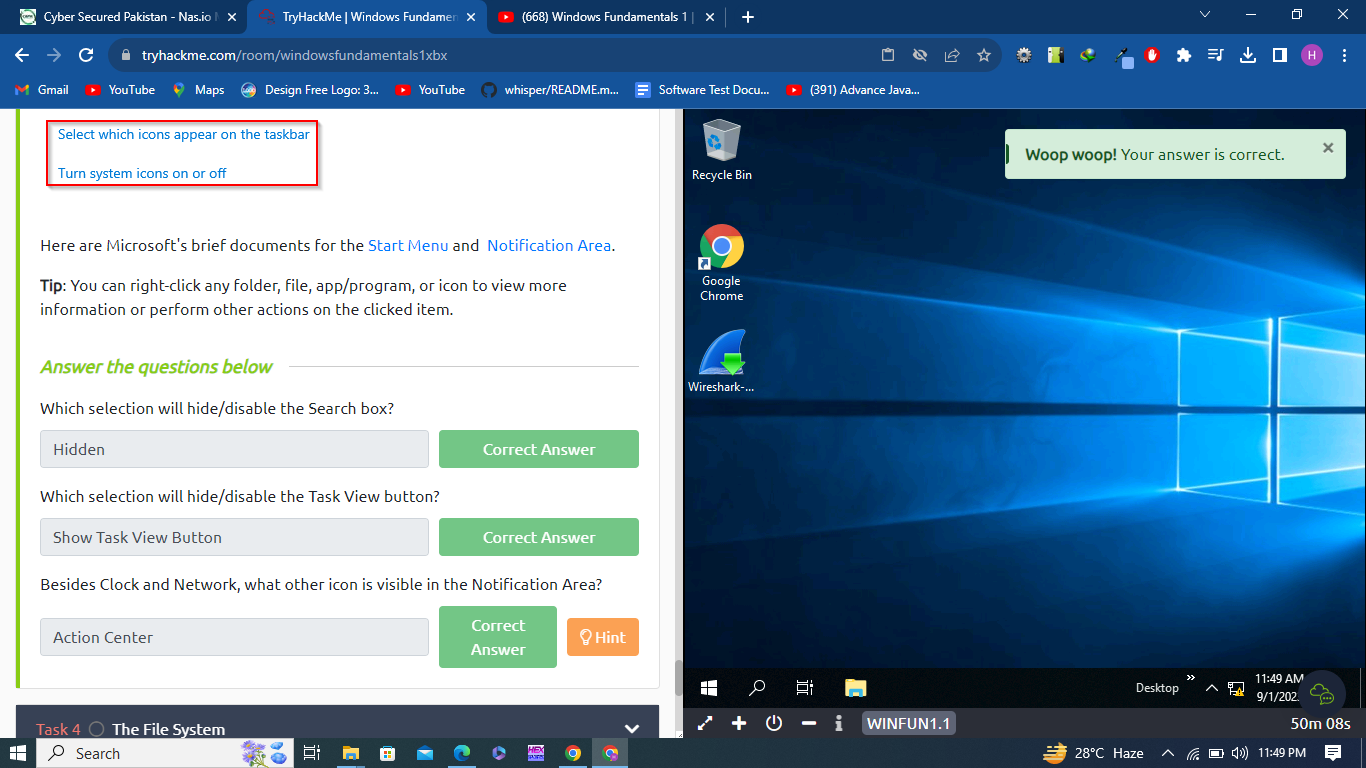 Cyber Secured Pakistan - Nas.io
TryHackMe | Windows Fundamen
(668) Windows Fundamentals 1 |
tryhackme.com/room/windowsfundamentals1xbx
H
Gmail
YouTube
Maps
Design Free Logo: 3...
YouTube
whisper/README.m...
Software Test Docu...
(391) Advance Java...
Select which icons appear on the taskbar
Turn system icons on or off
Here are Microsoft's brief documents for the Start Menu and Notification Area.
Tip: You can right-click any folder, file, app/program, or icon to view more
information or perform other actions on the clicked item.
Answer the questions below
Which selection will hide/disable the Search box?
Hidden
Correct Answer
Which selection will hide/disable the Task View button?
Show Task View Button
Correct Answer
Besides Clock and Network, what other icon is visible in the Notification Area?
Action Center
Correct
Answer
Hint
Task 4 The File System
Recycle Bin
Google
Chrome
Wireshark-...
Woop woop! Your answer is correct.
Desktop
11:49 AM
9/1/202
WINFUN1.1
50m 08s
Search
28°C Haze
11:49 PM